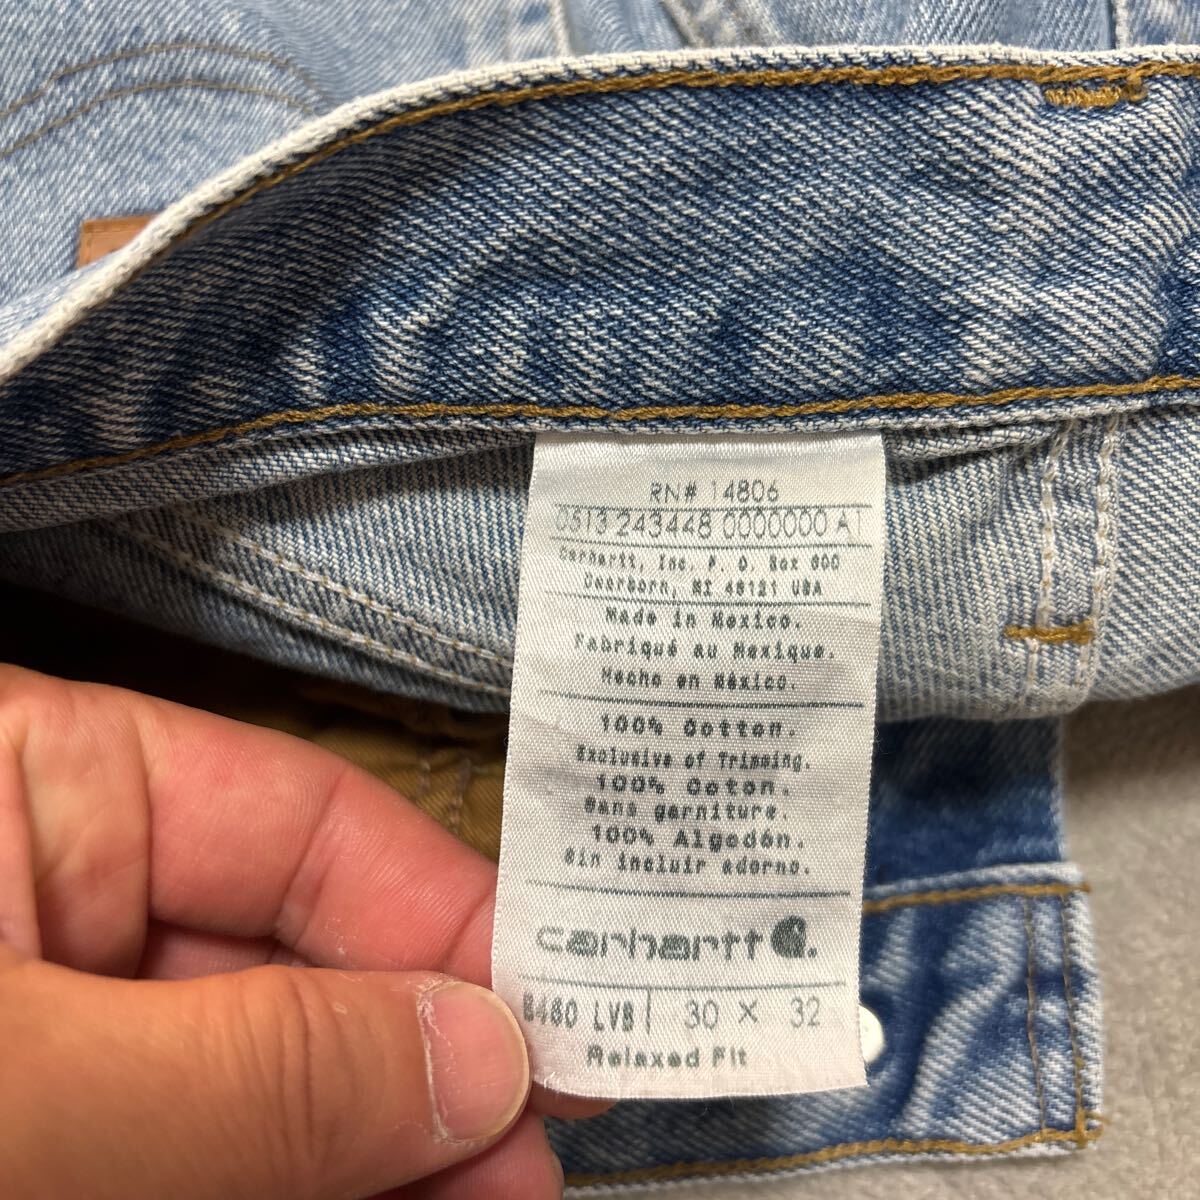 RN# 14806
0513 243448 0000000 A1
Carhartt, Inc. P. O. Box 600
Dearborn, MI 48121 USA
Made in Mexico.
Fabriqué au Mexique.
Hecho en México.
100% Cotton.
Exclusive of Trimming.
100% Coton.
Sans garniture.
100% Algodón.
Sin incluir adorno.
carhartt
B460 LVB 30 × 32
Relaxed Fit